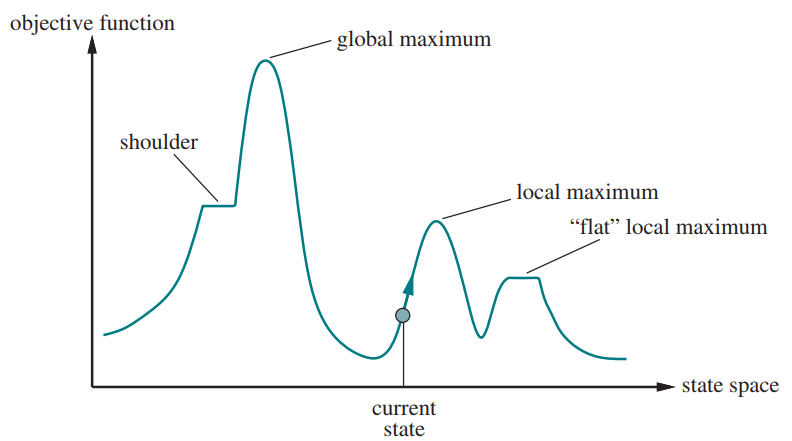 objective function
global maximum
shoulder
local maximum
“flat” local maximum
state space
current
state